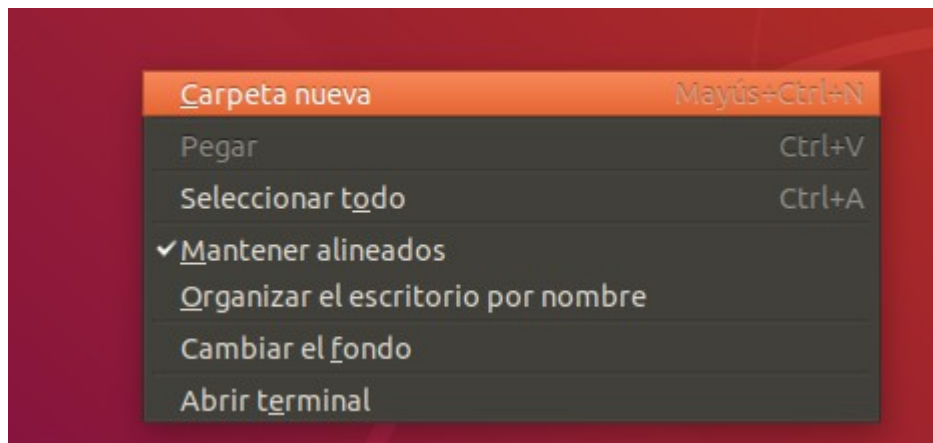 Carpeta nueva Mayús+Ctrl+N
Pegar Ctrl+V
Seleccionar todo Ctrl+A
Mantener alineados
Organizar el escritorio por nombre
Cambiar el fondo
Abrir terminal